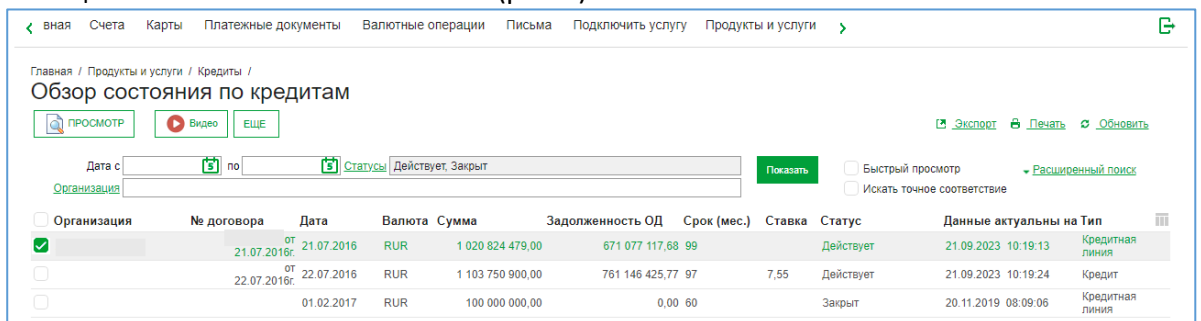 вная Счета Карты Платежные документы Валютные операции Письма Подключить услугу Продукты и услуги
Главная / Продукты и услуги / Кредиты /
Обзор состояния по кредитам
ПРОСМОТР Видео ЕЩЕ Экспорт Печать Обновить
Дата с 5 по 5 Статусы Действует, Закрыт Показать Быстрый просмотр Расширенный поиск
Организация Искать точное соответствие
Организация № договора Дата Валюта Сумма Задолженность ОД Срок (мес.) Ставка Статус Данные актуальны на Тип
от 21.07.2016г. 21.07.2016 RUR 1 020 824 479,00 671 077 117,68 99 Действует 21.09.2023 10:19:13 Кредитная линия
от 22.07.2016г. 22.07.2016 RUR 1 103 750 900,00 761 146 425,77 97 7,55 Действует 21.09.2023 10:19:24 Кредит
01.02.2017 RUR 100 000 000,00 0,00 60 Закрыт 20.11.2019 08:09:06 Кредитная линия